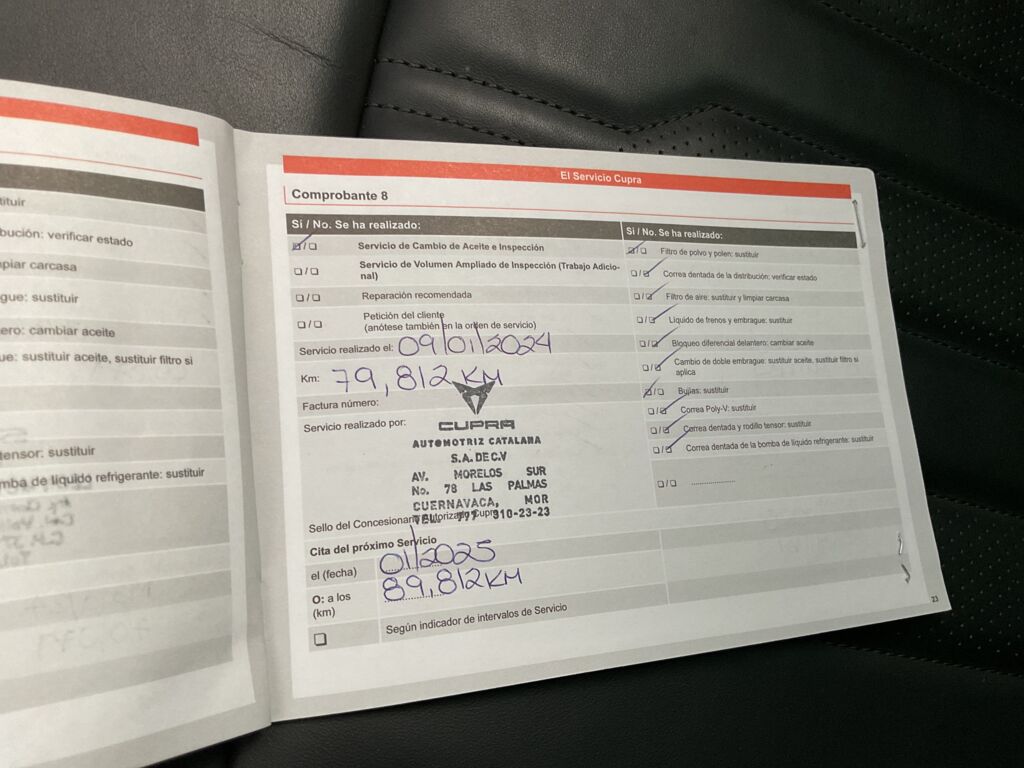 tituir
bución: verificar estado
piar carcasa
gue: sustituir
ero: cambiar aceite
ue: sustituir aceite, sustituir filtro si
tensor: sustituir
mba de líquido refrigerante: sustituir
El Servicio Cupra
Comprobante 8
Sí / No. Se ha realizado:
Servicio de Cambio de Aceite e Inspección
Servicio de Volumen Ampliado de Inspección (Trabajo Adicio-
nal)
Reparación recomendada
Petición del cliente
(anótese también en la orden de servicio)
Servicio realizado el: 09/01/2024
Km: 79,812 KM
Factura número:
Servicio realizado por:
CUPRA
AUTOMOTRIZ CATALANA
S.A. DE C.V
AV. MORELOS SUR
No. 78 LAS PALMAS
CUERNAVACA, MOR
TEL. 777 310-23-23
Sello del Concesionario Autorizado Cupra
Cita del próximo Servicio
el (fecha) 01/2025
O: a los 89,812 KM
(km)
Según indicador de intervalos de Servicio
Sí / No. Se ha realizado:
Filtro de polvo y polen: sustituir
Correa dentada de la distribución: verificar estado
Filtro de aire: sustituir y limpiar carcasa
Líquido de frenos y embrague: sustituir
Bloqueo diferencial delantero: cambiar aceite
Cambio de doble embrague: sustituir aceite, sustituir filtro si
aplica
Bujías: sustituir
Correa Poly-V: sustituir
Correa dentada y rodillo tensor: sustituir
Correa dentada de la bomba de líquido refrigerante: sustituir
23